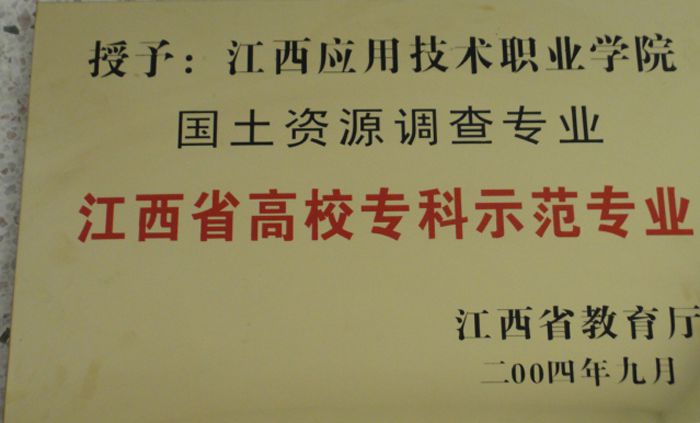 授予：江西应用技术职业学院
国土资源调查专业
江西省高校专科示范专业
江西省教育厅
二00四年九月